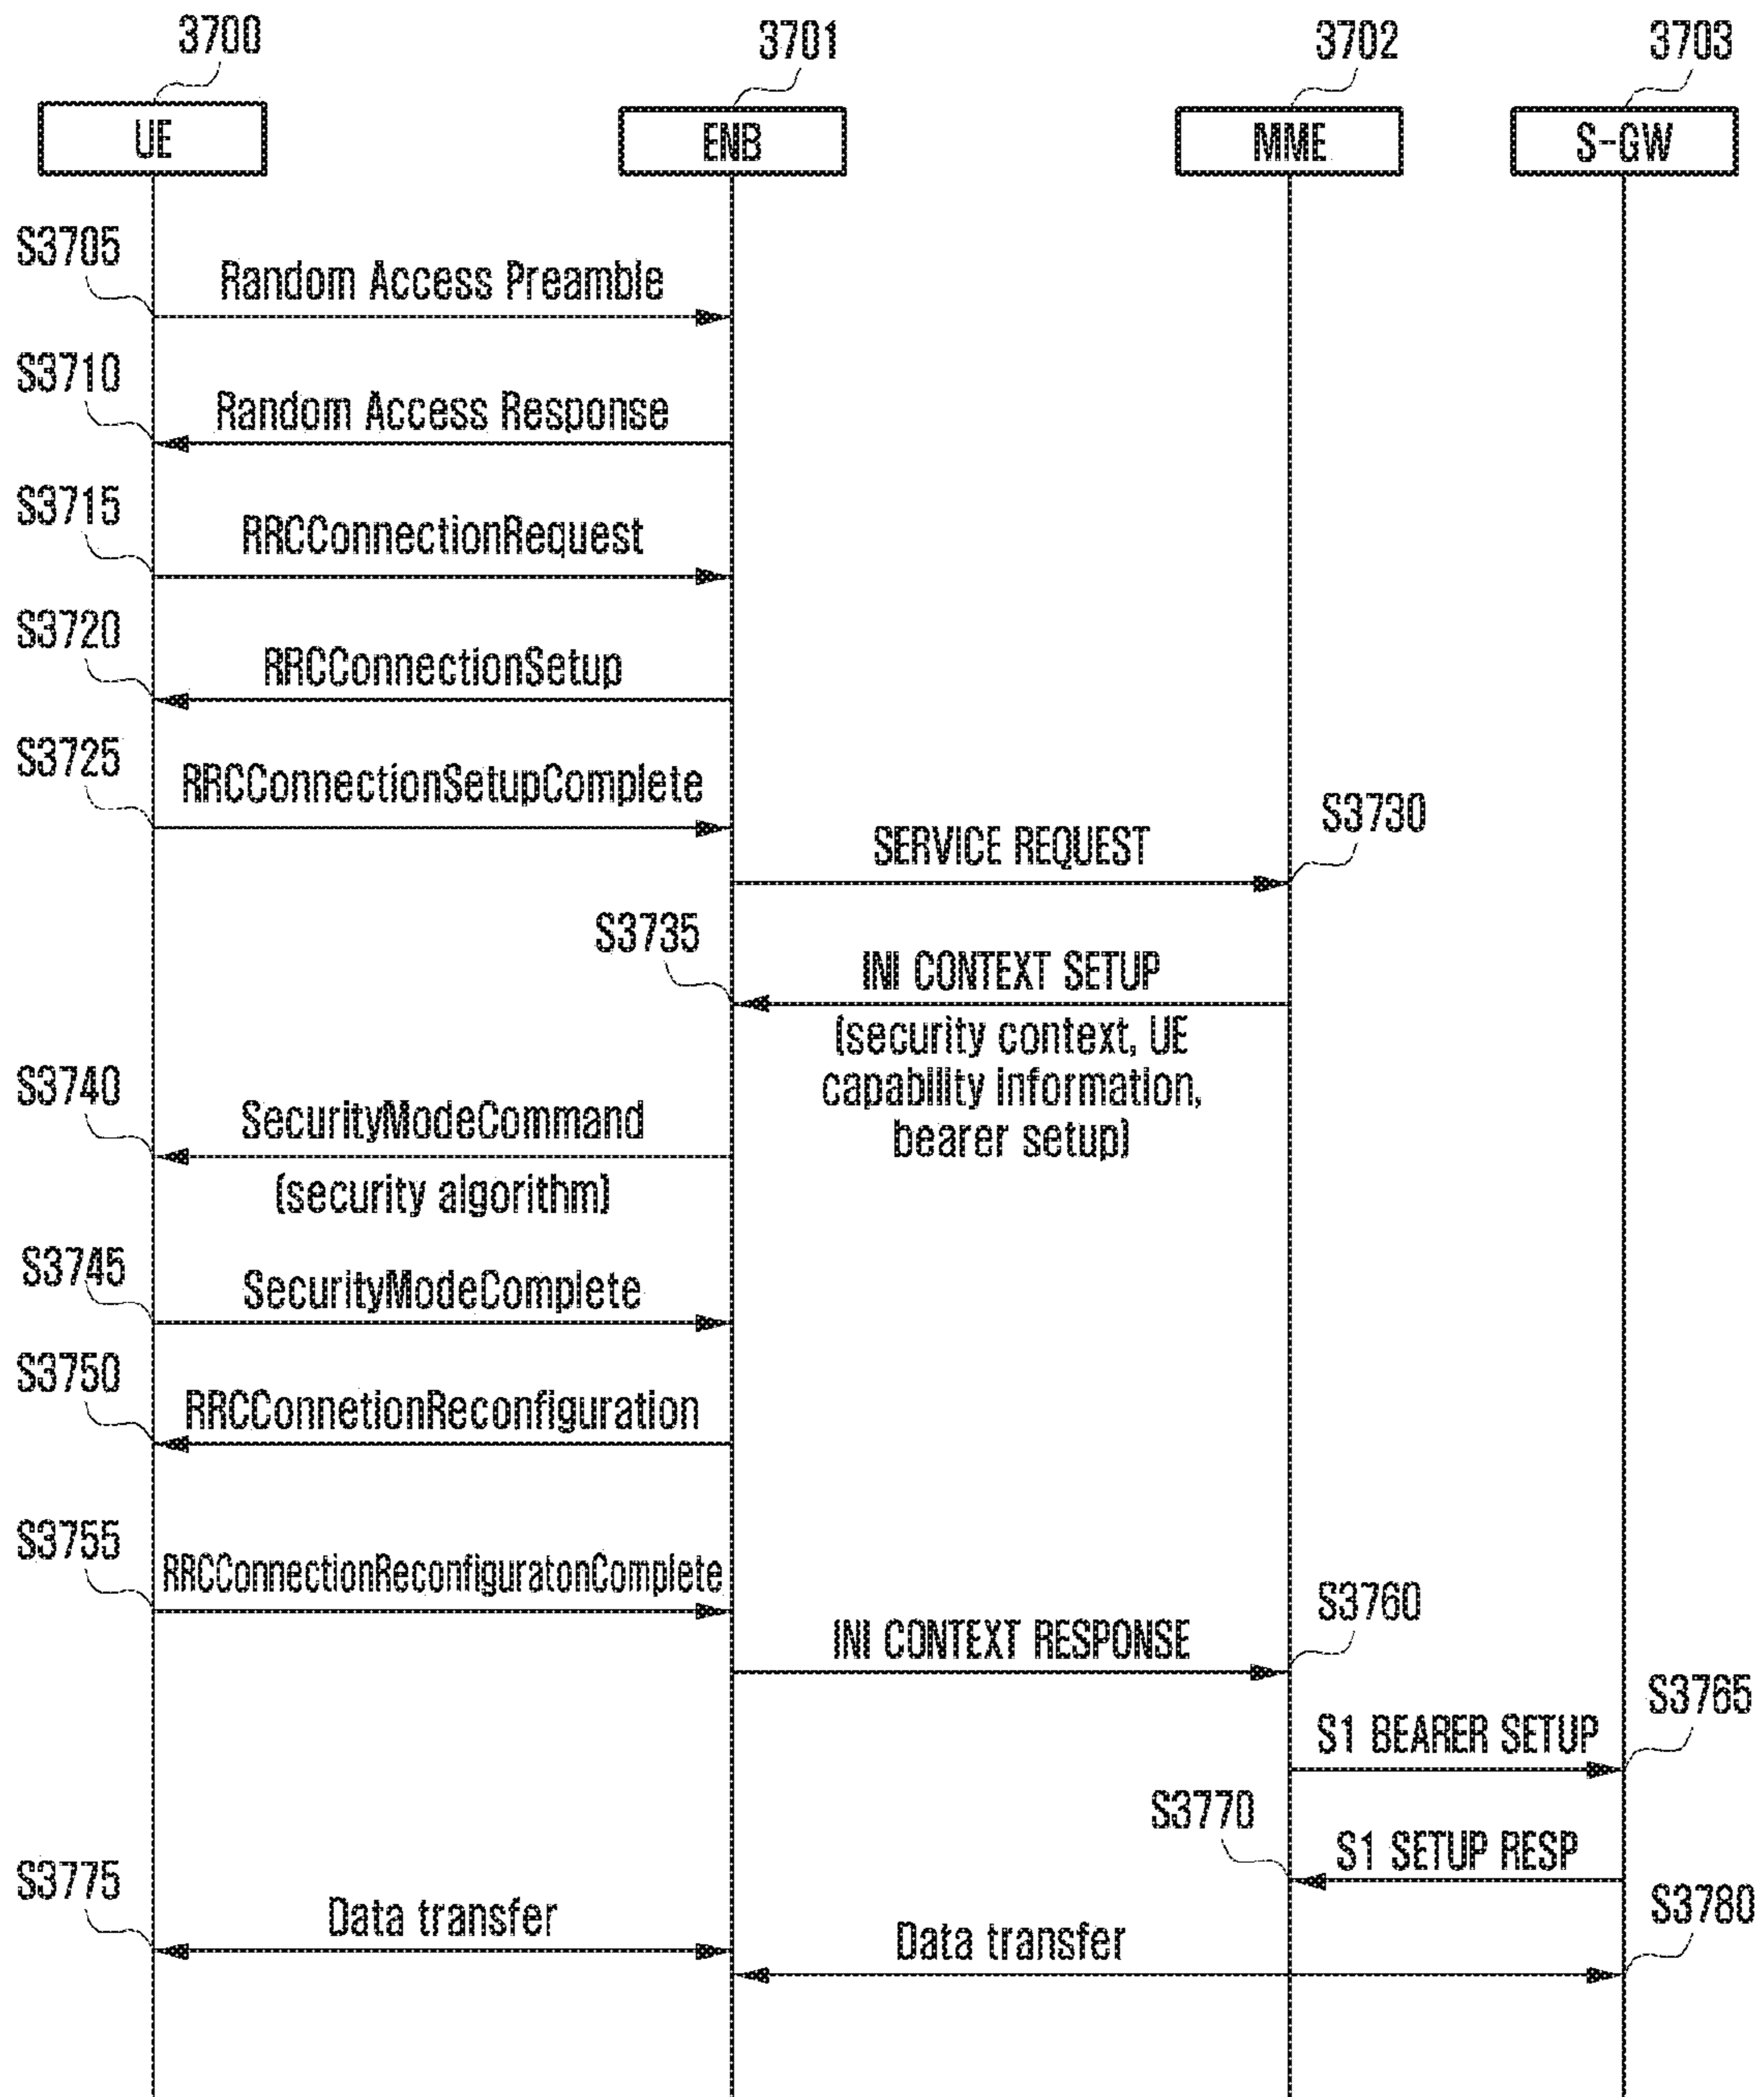 3700
3701
3702
3703
UE
ENB
MME
S-GW
S3705
Random Access Preamble
S3710
Random Access Response
S3715
RRCConnectionRequest
S3720
RRCConnectionSetup
S3725
RRCConnectionSetupComplete
S3730
SERVICE REQUEST
S3735
INI CONTEXT SETUP
(security context, UE
capability information,
bearer setup)
S3740
SecurityModeCommand
(security algorithm)
S3745
SecurityModeComplete
S3750
RRCConnetionReconfiguration
S3755
RRCConnectionReconfiguratonComplete
S3760
INI CONTEXT RESPONSE
S3765
S1 BEARER SETUP
S3770
S1 SETUP RESP
S3775
Data transfer
S3780
Data transfer